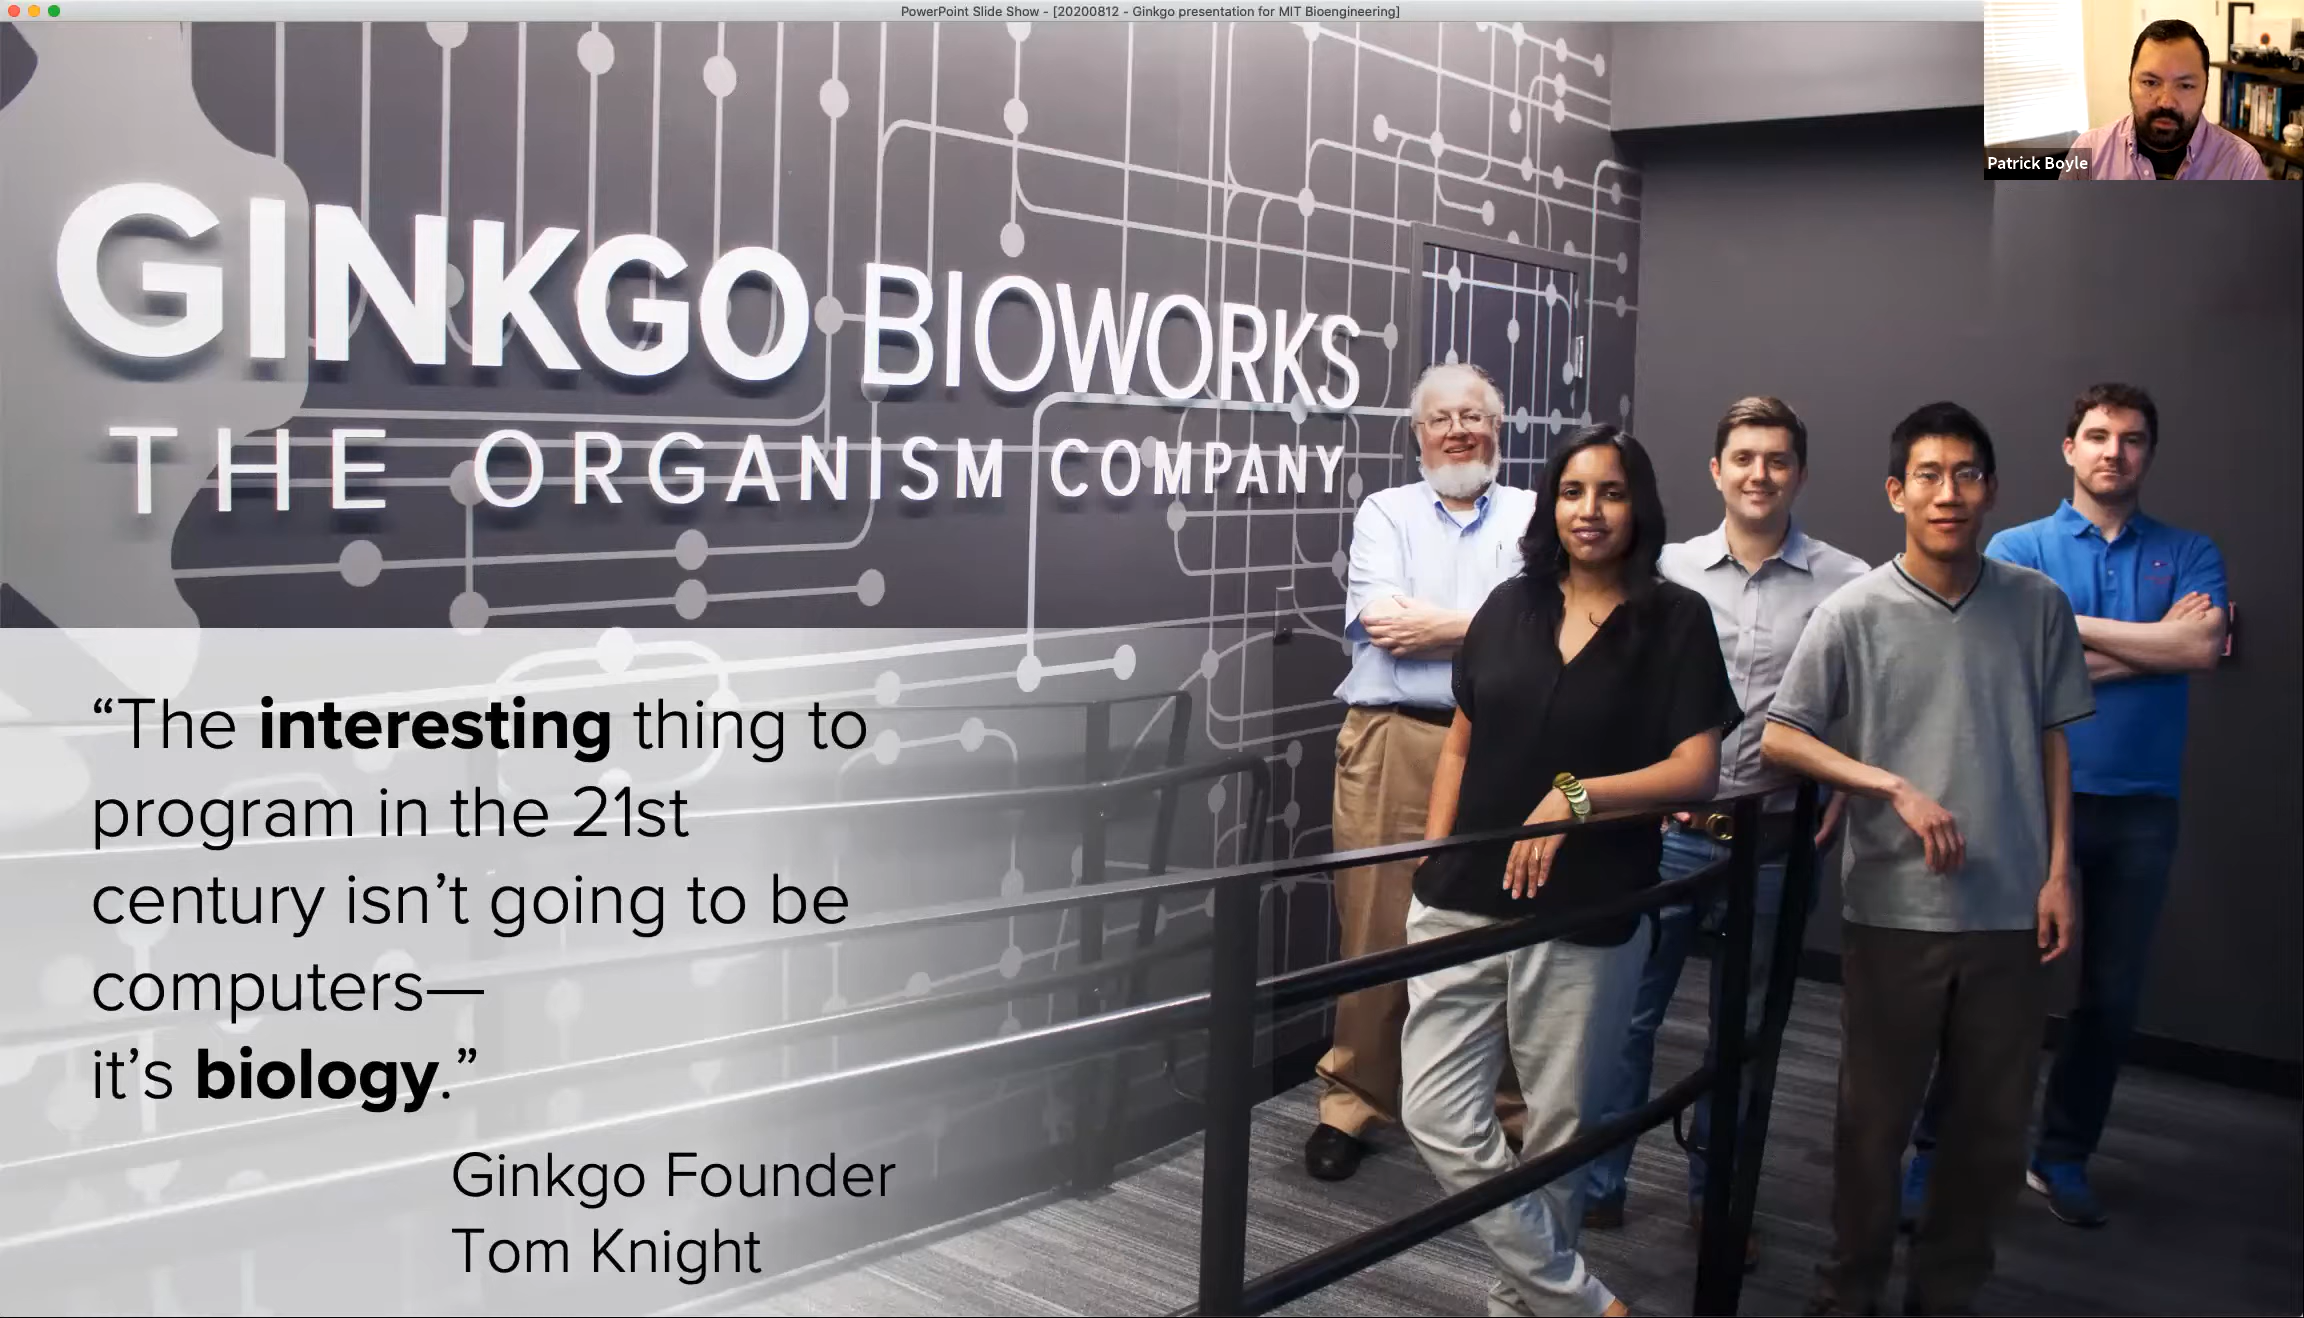 PowerPoint Slide Show - [20200812 - Ginkgo presentation for MIT Bioengineering]
Patrick Boyle
GINKGO BIOWORKS
THE ORGANISM COMPANY
“The interesting thing to
program in the 21st
century isn’t going to be
computers—
it’s biology.”
Ginkgo Founder
Tom Knight